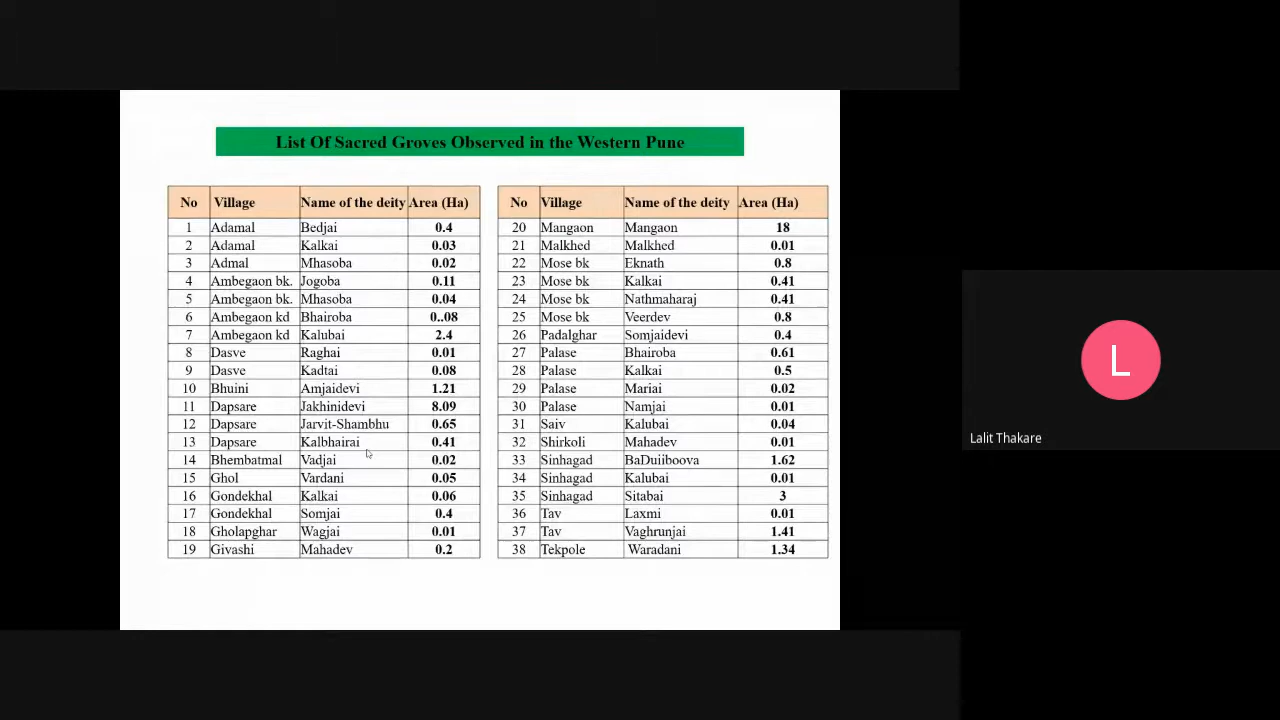 List Of Sacred Groves Observed in the Western Pune
No Village Name of the deity Area (Ha)
1 Adamal Bedjai 0.4
2 Adamal Kalkai 0.03
3 Admal Mhasoba 0.02
4 Ambegaon bk. Jogoba 0.11
5 Ambegaon bk. Mhasoba 0.04
6 Ambegaon kd Bhairoba 0..08
7 Ambegaon kd Kalubai 2.4
8 Dasve Raghai 0.01
9 Dasve Kadtai 0.08
10 Bhuini Amjaidevi 1.21
11 Dapsare Jakhinidevi 8.09
12 Dapsare Jarvit-Shambhu 0.65
13 Dapsare Kalbhairai 0.41
14 Bhembatmal Vadjai 0.02
15 Ghol Vardani 0.05
16 Gondekhal Kalkai 0.06
17 Gondekhal Somjai 0.4
18 Gholapghar Wagjai 0.01
19 Givashi Mahadev 0.2
No Village Name of the deity Area (Ha)
20 Mangaon Mangaon 18
21 Malkhed Malkhed 0.01
22 Mose bk Eknath 0.8
23 Mose bk Kalkai 0.41
24 Mose bk Nathmaharaj 0.41
25 Mose bk Veerdev 0.8
26 Padalghar Somjaidevi 0.4
27 Palase Bhairoba 0.61
28 Palase Kalkai 0.5
29 Palase Mariai 0.02
30 Palase Namjai 0.01
31 Saiv Kalubai 0.04
32 Shirkoli Mahadev 0.01
33 Sinhagad BaDuiiboova 1.62
34 Sinhagad Kalubai 0.01
35 Sinhagad Sitabai 3
36 Tav Laxmi 0.01
37 Tav Vaghrunjai 1.41
38 Tekpole Waradani 1.34
L
Lalit Thakare